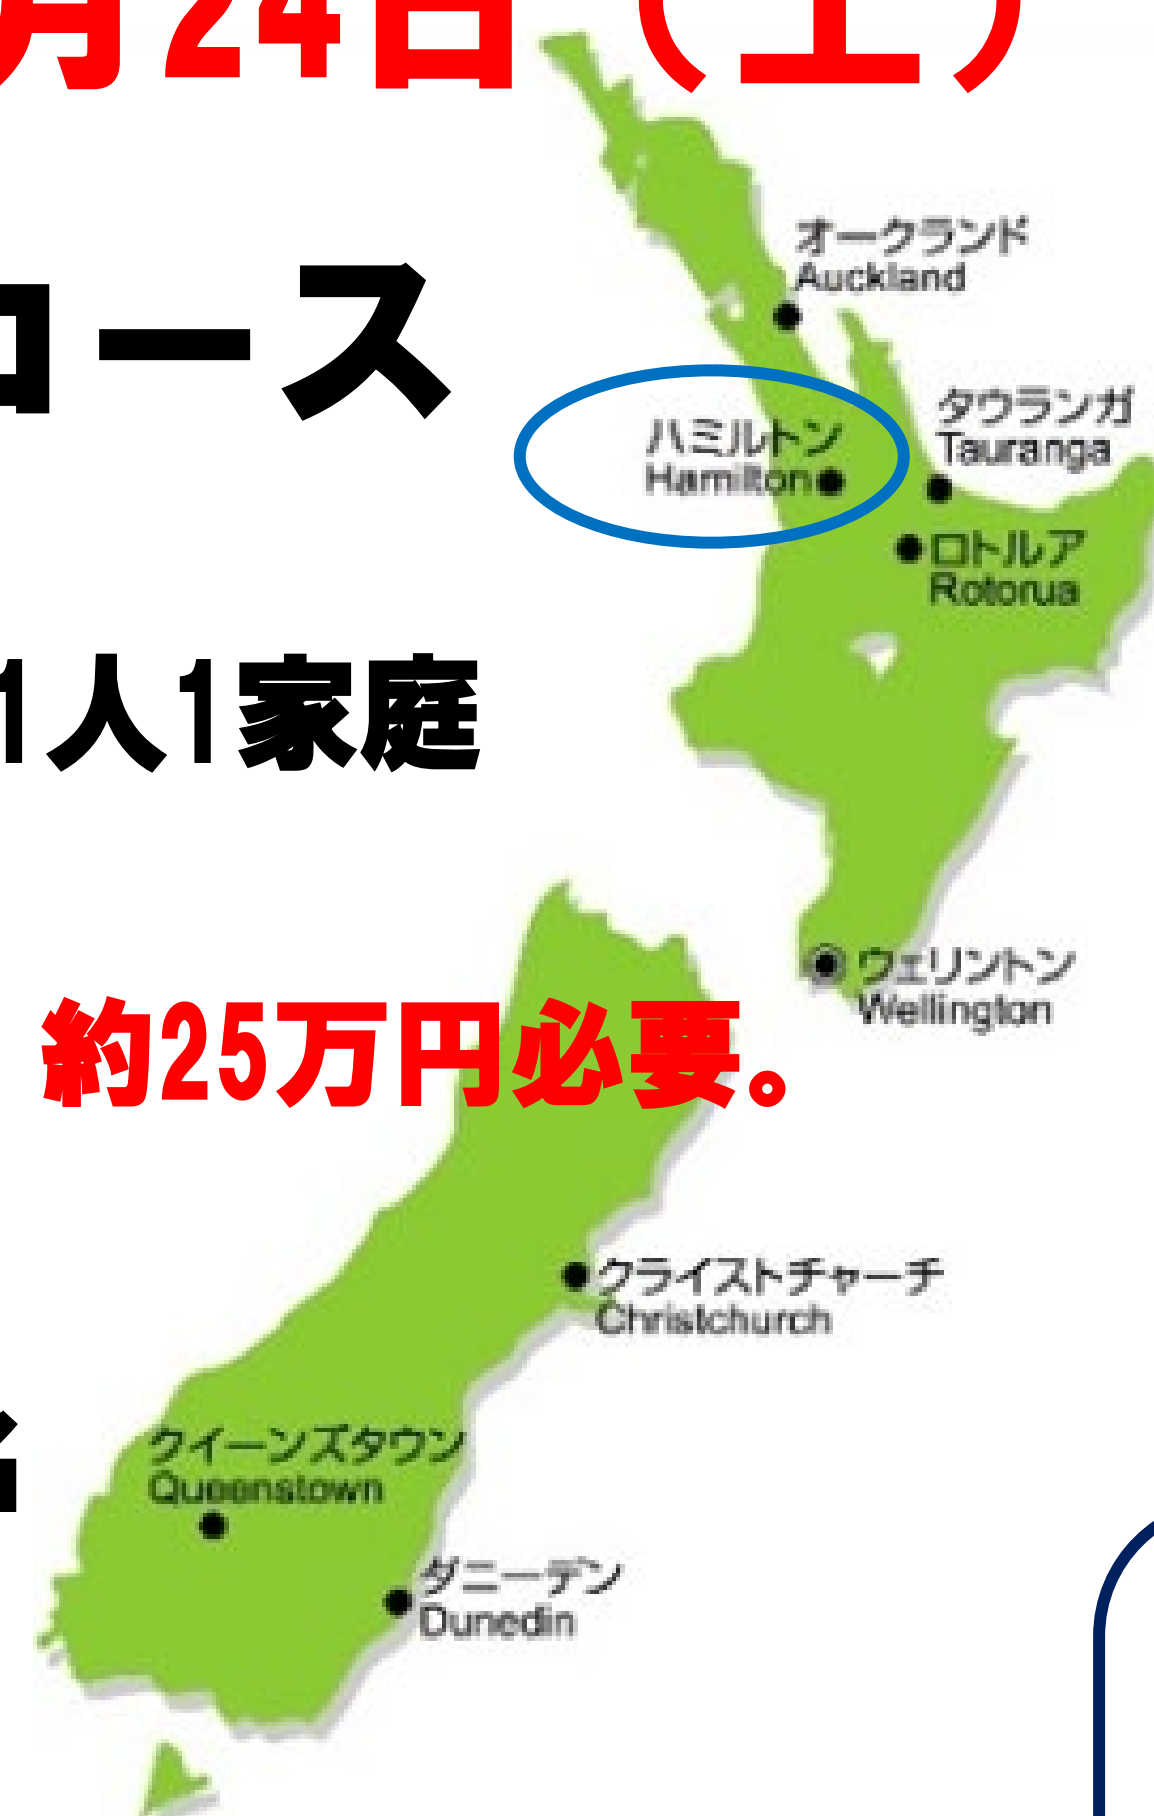 月24日（土）
オークランド
Auckland
コース
タウランガ
Tauranga
ハミルトン
Hamilton
ロトルア
Rotorua
1人1家庭
ウェリントン
Wellington
約25万円必要。
クライストチャーチ
Christchurch
クイーンズタウン
Queenstown
ダニーデン
Dunedin